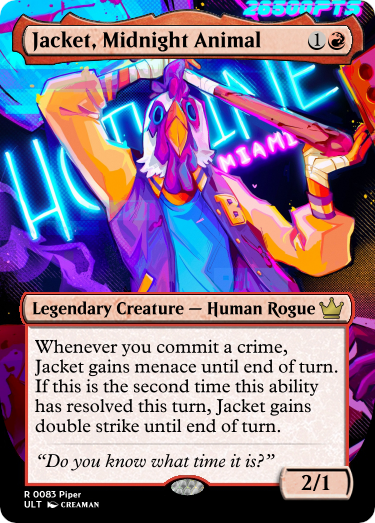 20504PTS
Jacket, Midnight Animal 1
HOTLINE
MIAMI
B
Legendary Creature — Human Rogue
Whenever you commit a crime,
Jacket gains menace until end of turn.
If this is the second time this ability
has resolved this turn, Jacket gains
double strike until end of turn.
“Do you know what time it is?”
2/1
R 0083 Piper
ULT CREAMAN